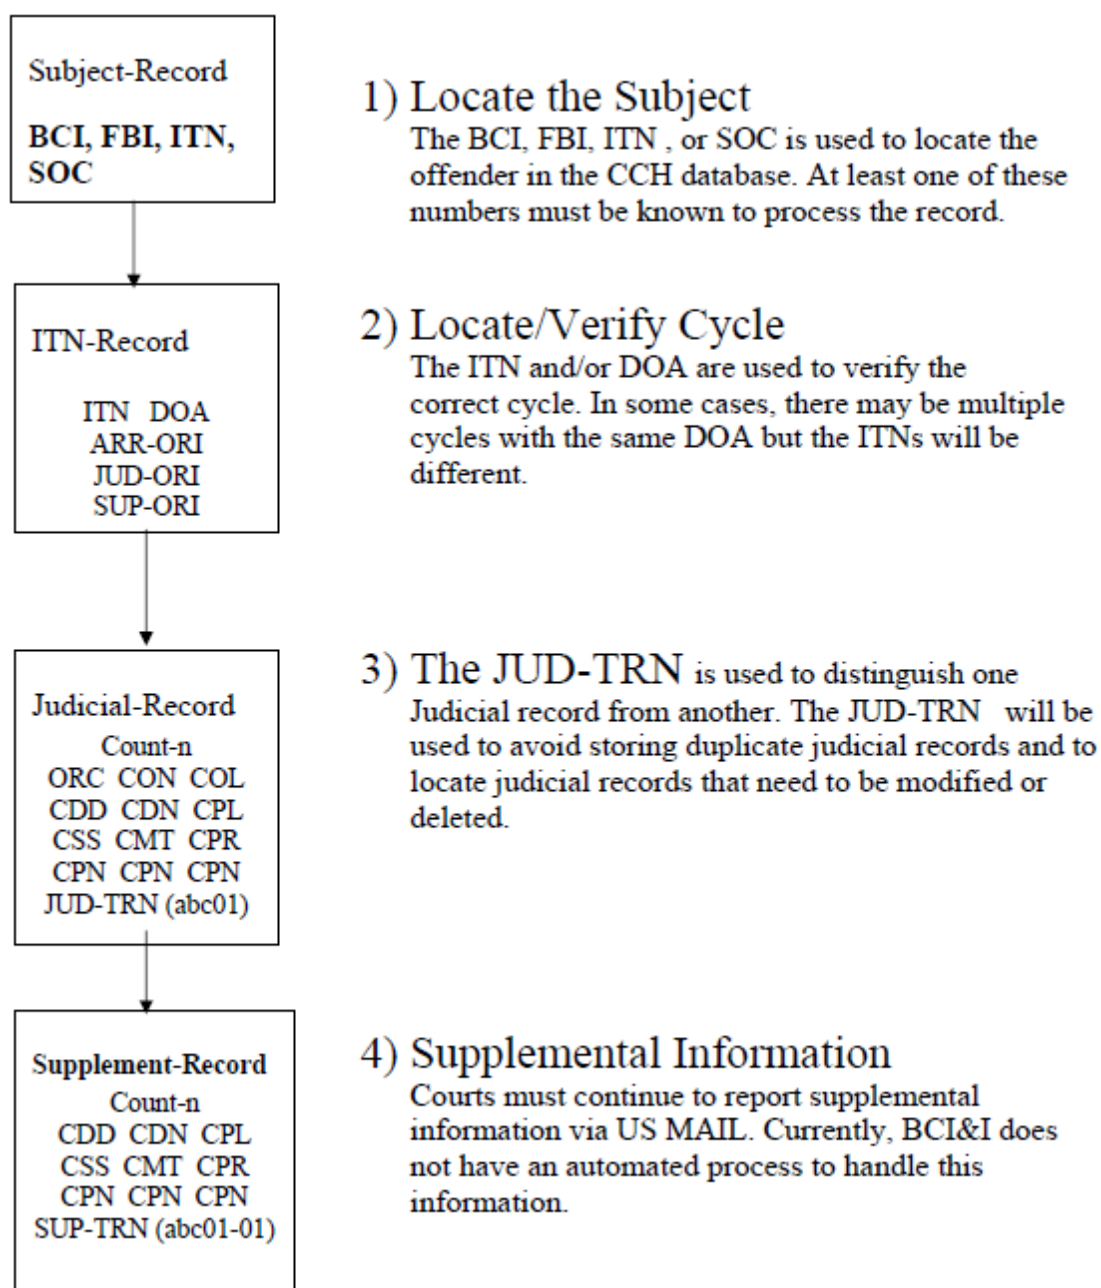 Subject-Record
BCI, FBI, ITN,
SOC
1) Locate the Subject
The BCI, FBI, ITN , or SOC is used to locate the
offender in the CCH database. At least one of these
numbers must be known to process the record.
ITN-Record
ITN DOA
ARR-ORI
JUD-ORI
SUP-ORI
2) Locate/Verify Cycle
The ITN and/or DOA are used to verify the
correct cycle. In some cases, there may be multiple
cycles with the same DOA but the ITNs will be
different.
Judicial-Record
Count-n
ORC CON COL
CDD CDN CPL
CSS CMT CPR
CPN CPN CPN
JUD-TRN (abc01)
3) The JUD-TRN is used to distinguish one
Judicial record from another. The JUD-TRN will be
used to avoid storing duplicate judicial records and to
locate judicial records that need to be modified or
deleted.
Supplement-Record
Count-n
CDD CDN CPL
CSS CMT CPR
CPN CPN CPN
SUP-TRN (abc01-01)
4) Supplemental Information
Courts must continue to report supplemental
information via US MAIL. Currently, BCI&I does
not have an automated process to handle this
information.